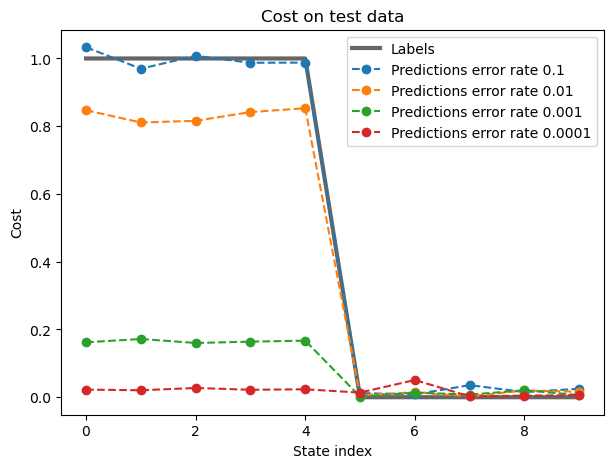 Cost on test data
Labels
Predictions error rate 0.1
Predictions error rate 0.01
Predictions error rate 0.001
Predictions error rate 0.0001
Cost
1.0
0.8
0.6
0.4
0.2
0.0
0 2 4 6 8
State index